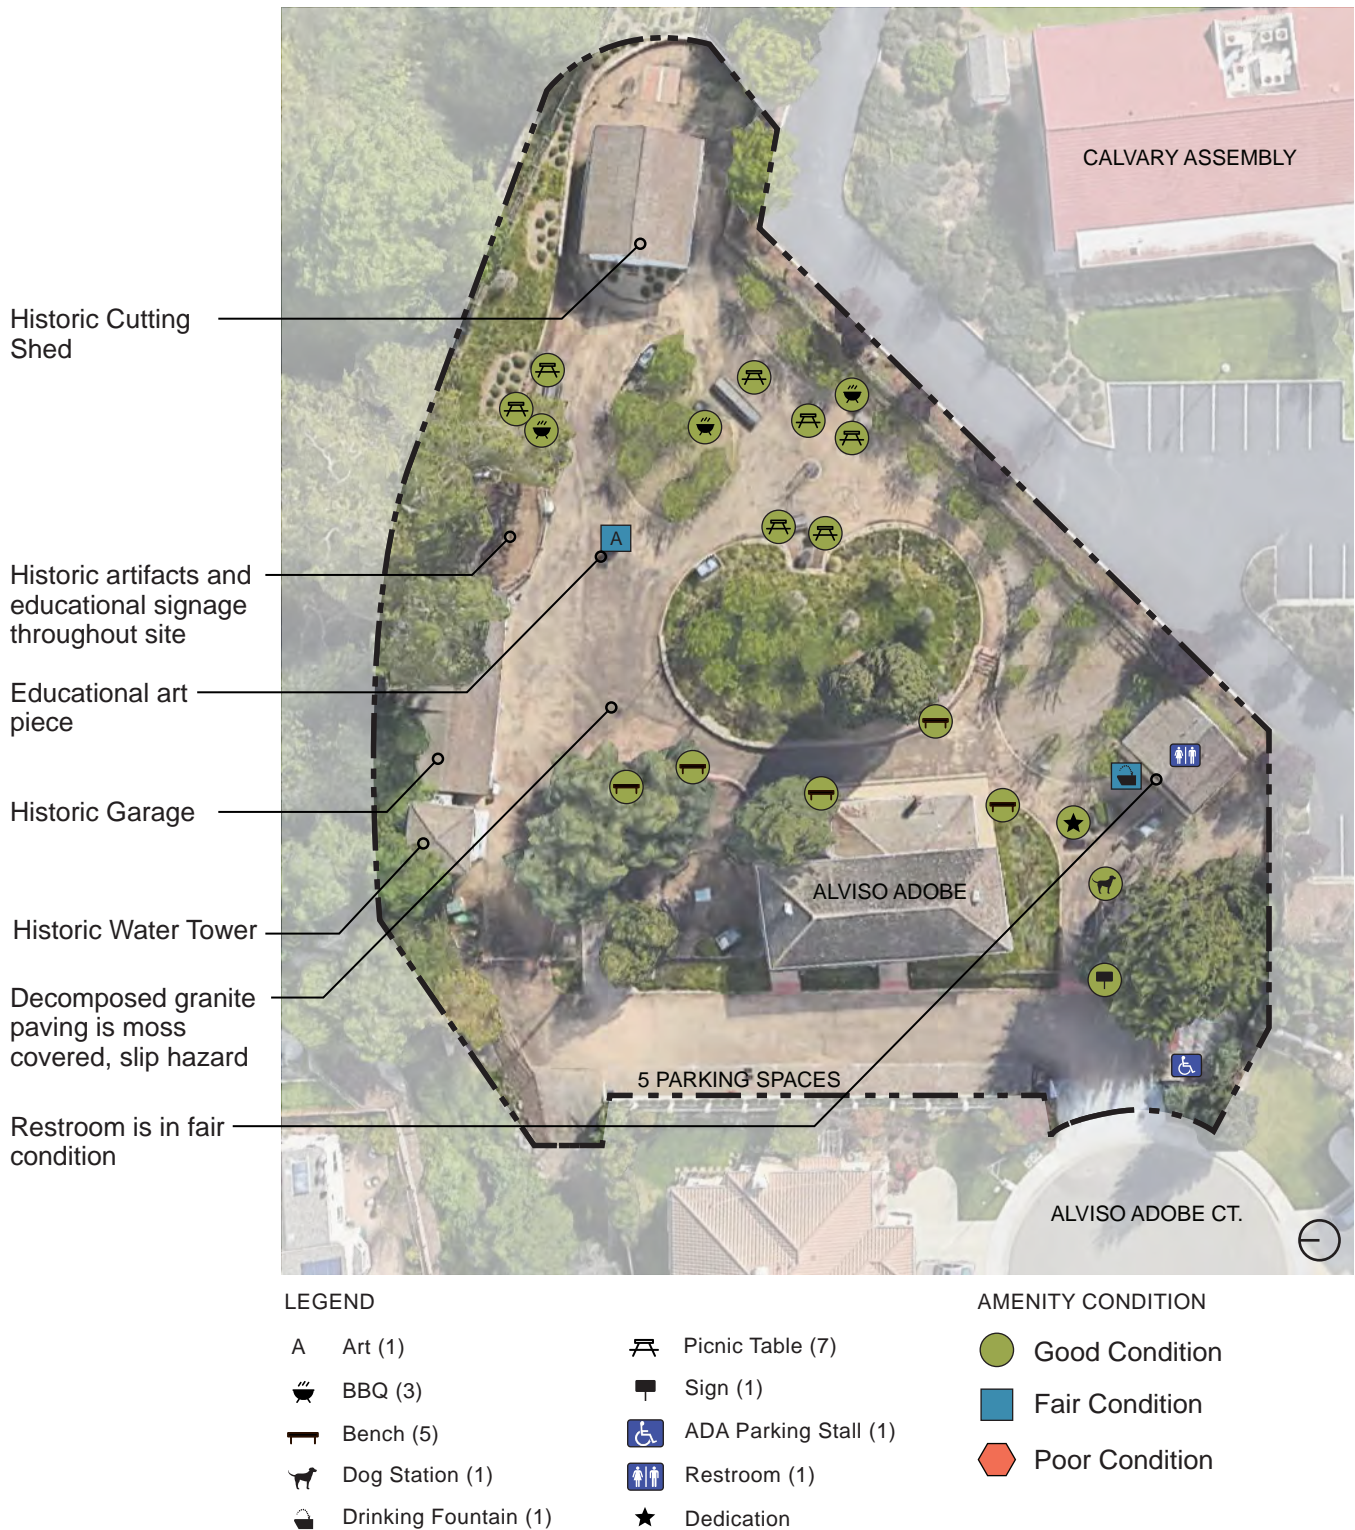 CALVARY ASSEMBLY
Historic Cutting
Shed
A
Historic artifacts and
educational signage
throughout site
Educational art
piece
Historic Garage
ALVISO ADOBE
Historic Water Tower
Decomposed granite
paving is moss
covered, slip hazard
5 PARKING SPACES
Restroom is in fair
condition
ALVISO ADOBE CT.
LEGEND
A Art (1)
BBQ (3)
Bench (5)
Dog Station (1)
Drinking Fountain (1)
Picnic Table (7)
Sign (1)
ADA Parking Stall (1)
Restroom (1)
Dedication
AMENITY CONDITION
Good Condition
Fair Condition
Poor Condition